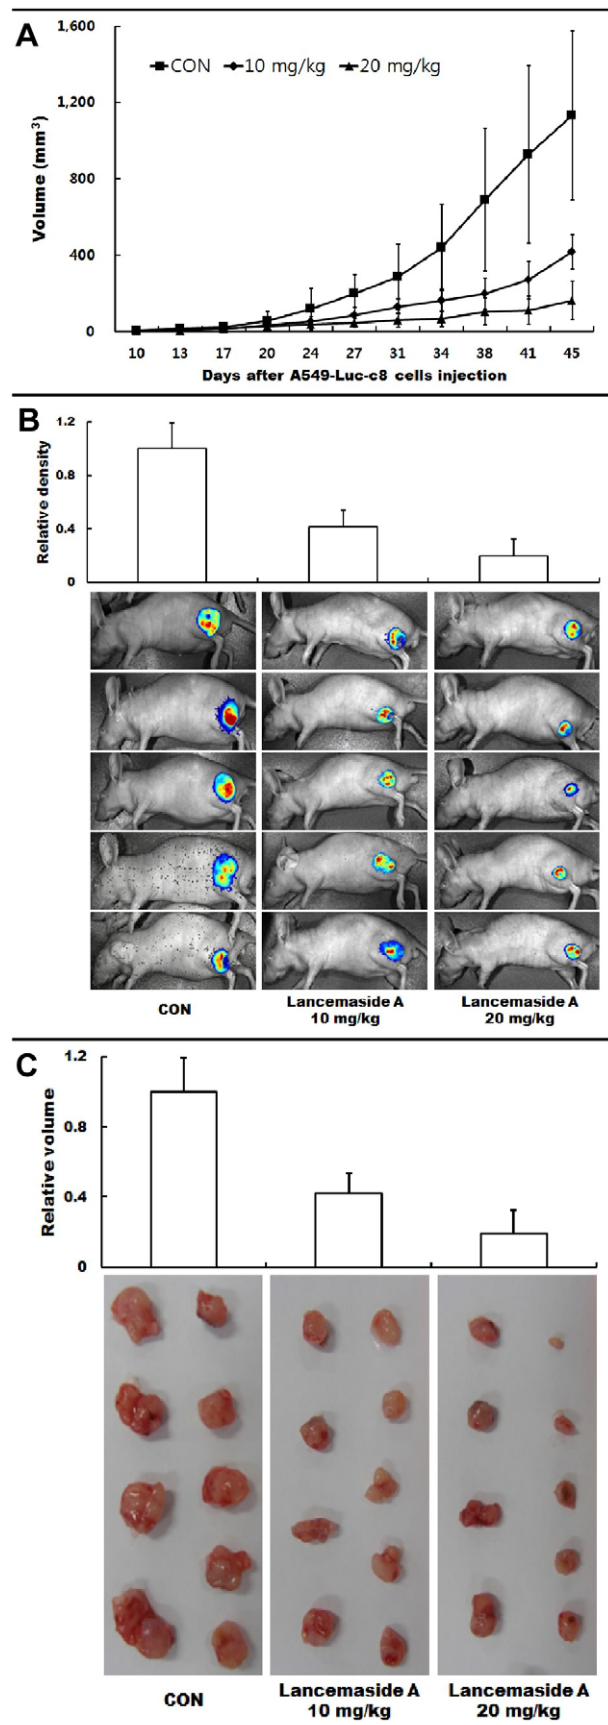 A
1,600
CON 10 mg/kg 20 mg/kg
1,200
800
400
0
Volume (mm³)
10 13 17 20 24 27 31 34 38 41 45
Days after A549-Luc-c8 cells injection
B
1.2
0.8
0.4
0
Relative density
CON
Lancemaside A
10 mg/kg
Lancemaside A
20 mg/kg
C
1.2
0.8
0.4
0
Relative volume
CON
Lancemaside A
10 mg/kg
Lancemaside A
20 mg/kg